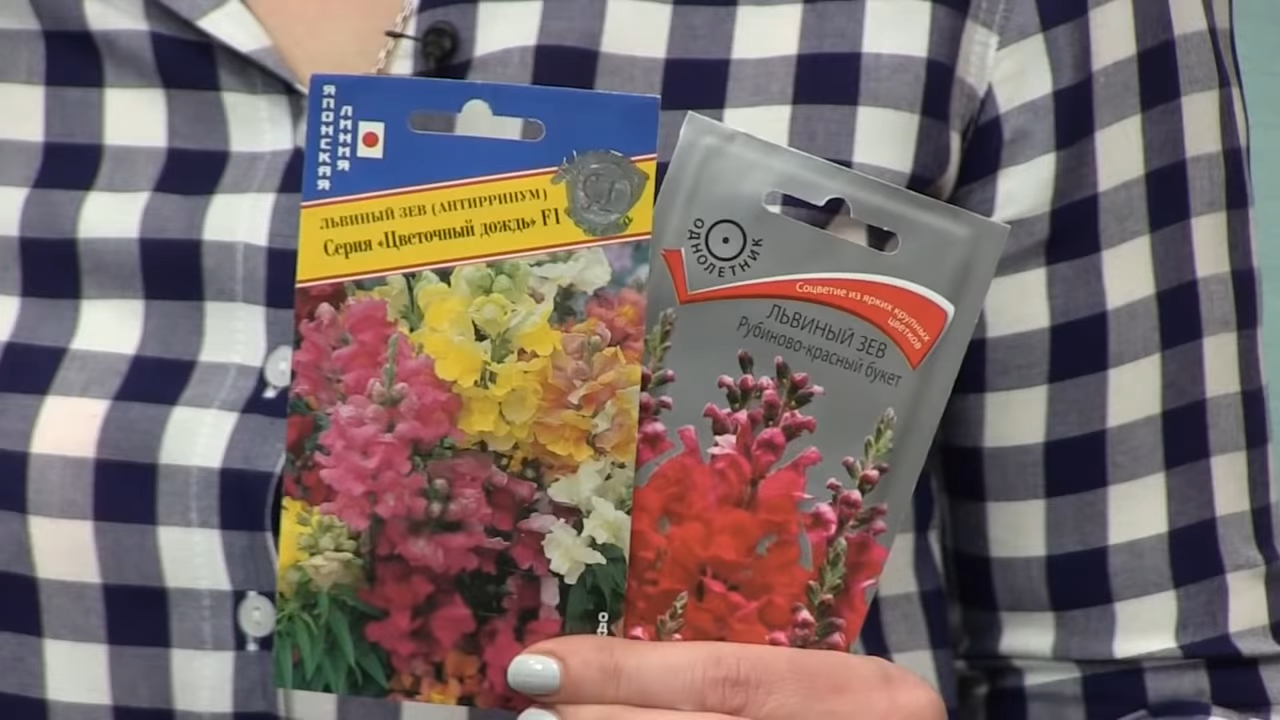 ЯПОНСКАЯ
ЛИНИЯ
ЛЬВИНЫЙ ЗЕВ (АНТИРРИНУМ)
Серия «Цветочный дождь» F1
ОДНОЛЕТНИК
Соцветие из ярких крупных
цветков
ЛЬВИНЫЙ ЗЕВ
Рубиново-красный букет